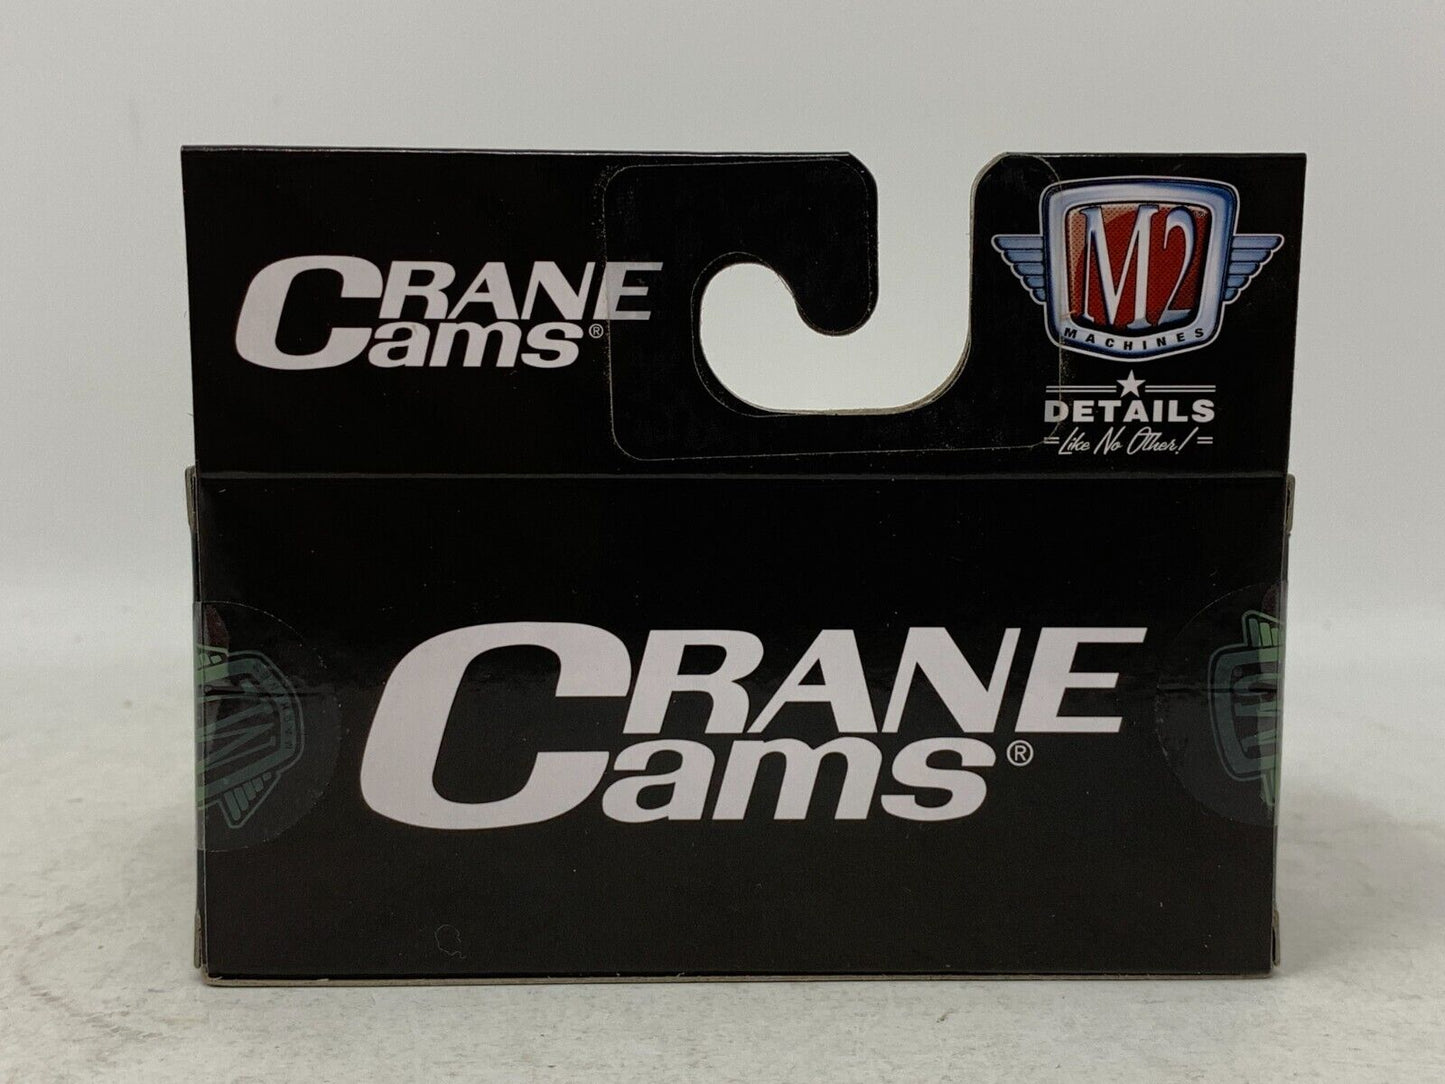 CRANE
Cams®
M2
MACHINES
DETAILS
Like No Other!
CRANE
Cams®